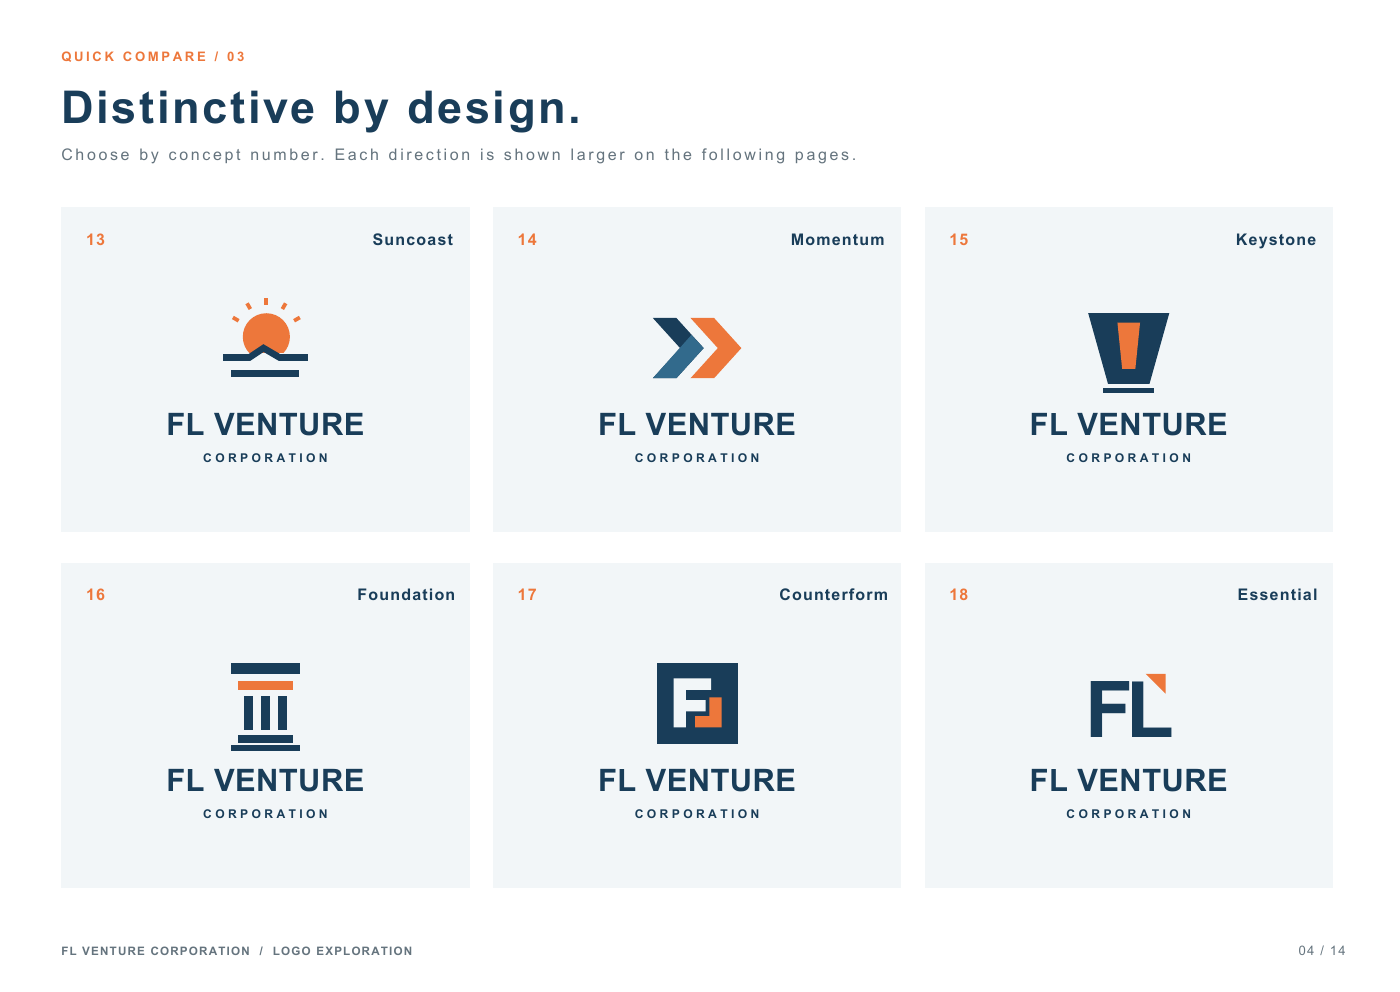 QUICK COMPARE / 03
Distinctive by design.
Choose by concept number. Each direction is shown larger on the following pages.
13 Suncoast
FL VENTURE
CORPORATION
14 Momentum
FL VENTURE
CORPORATION
15 Keystone
FL VENTURE
CORPORATION
16 Foundation
FL VENTURE
CORPORATION
17 Counterform
F
FL VENTURE
CORPORATION
18 Essential
FL
FL VENTURE
CORPORATION
FL VENTURE CORPORATION / LOGO EXPLORATION
04 / 14